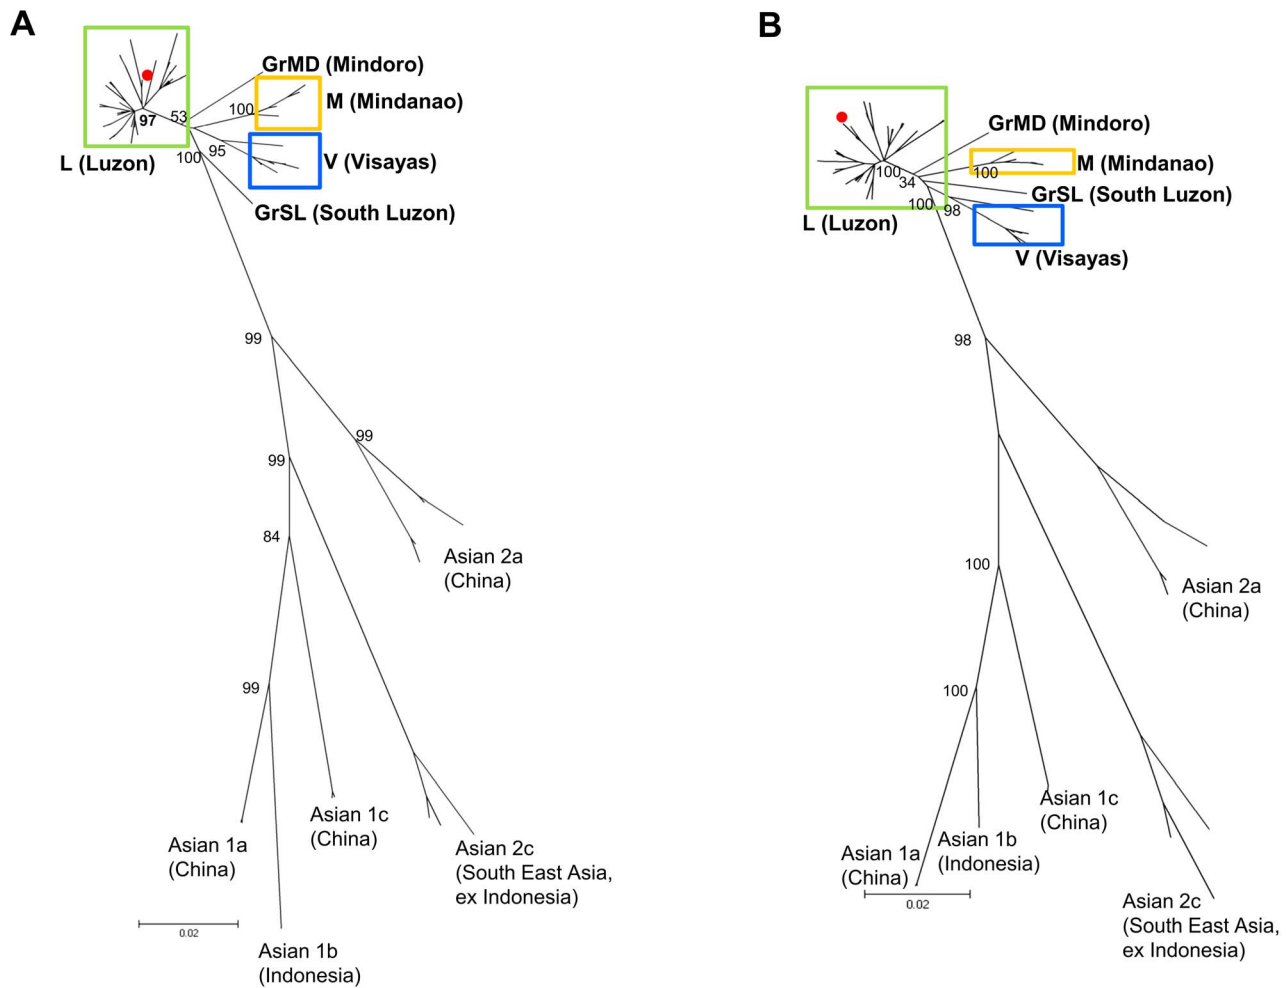 A
B
GrMD (Mindoro)
M (Mindanao)
V (Visayas)
L (Luzon)
GrSL (South Luzon)
97
53
100
95
100
99
99
99
84
99
Asian 2a
(China)
Asian 1c
(China)
Asian 1a
(China)
Asian 2c
(South East Asia,
ex Indonesia)
0.02
Asian 1b
(Indonesia)
GrMD (Mindoro)
M (Mindanao)
GrSL (South Luzon)
L (Luzon)
V (Visayas)
100
34
100
100
98
98
100
100
Asian 2a
(China)
Asian 1c
(China)
Asian 1b
(Indonesia)
Asian 1a
(China)
0.02
Asian 2c
(South East Asia,
ex Indonesia)